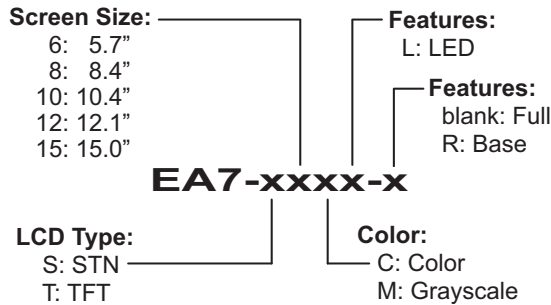 Screen Size:
6: 5.7”
8: 8.4”
10: 10.4”
12: 12.1”
15: 15.0”
Features:
L: LED
Features:
blank: Full
R: Base
EA7-xxxx-x
LCD Type:
S: STN
T: TFT
Color:
C: Color
M: Grayscale